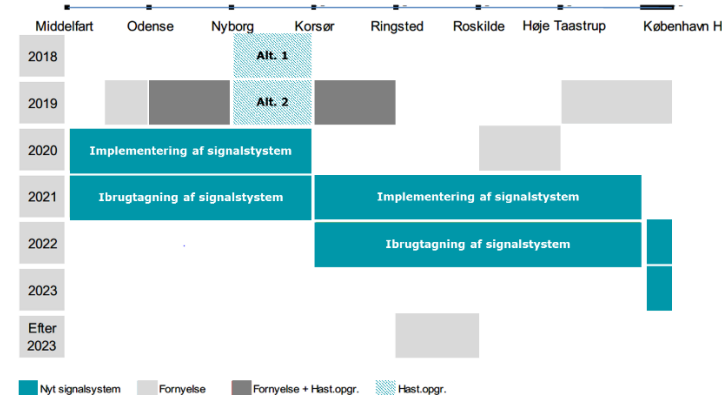 Middelfart Odense Nyborg Korsør Ringsted Roskilde Høje Taastrup København H
2018 Alt. 1
2019 Alt. 2
2020 Implementering af signalstystem
2021 Ibrugtagning af signalstystem Implementering af signalstystem
2022 Ibrugtagning af signalstystem
2023
Efter
2023
Nyt signalsystem Fornyelse Fornyelse + Hast.opgr. Hast.opgr.